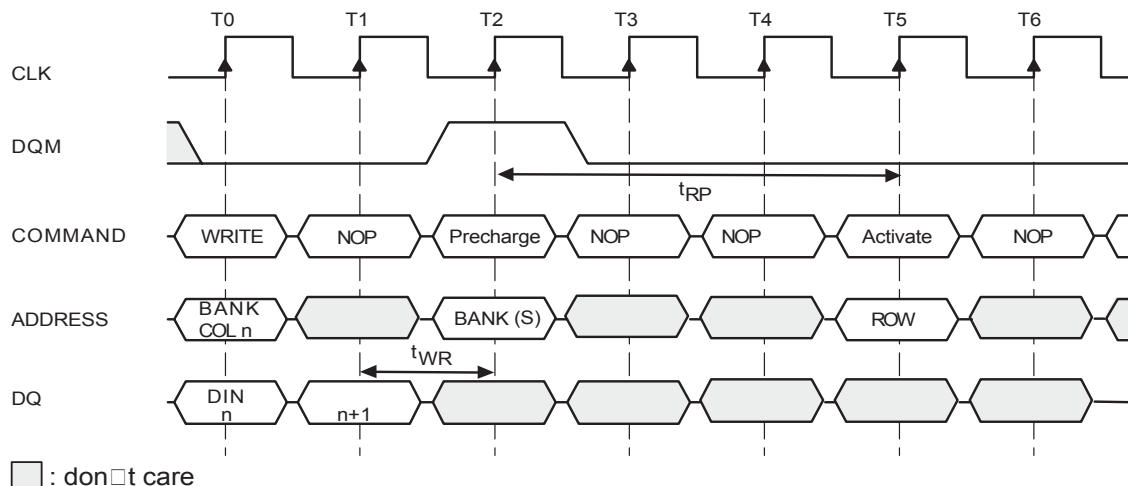 T0 T1 T2 T3 T4 T5 T6
CLK
DQM
tRP
COMMAND WRITE NOP Precharge NOP NOP Activate NOP
ADDRESS BANK COL n BANK (S) ROW
tWR
DQ DIN n n+1
: don□t care